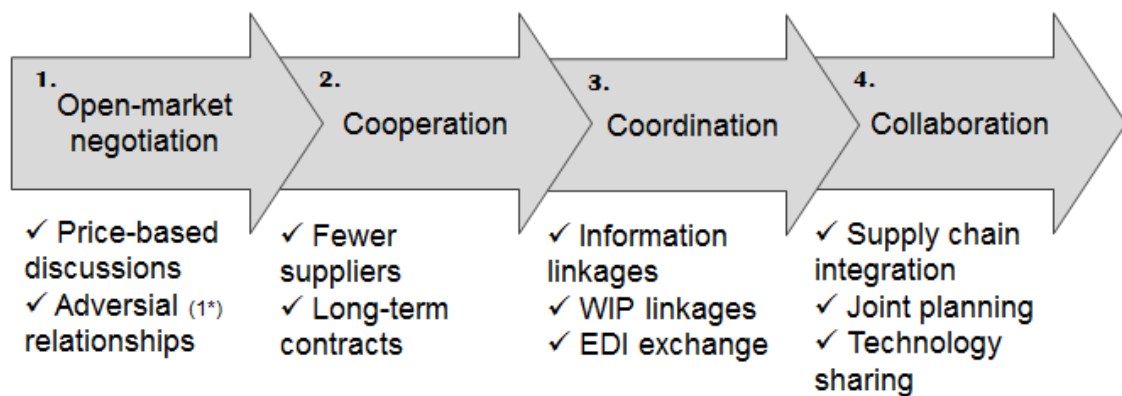 1.
Open-market
negotiation
✓ Price-based
discussions
✓ Adversial (1*)
relationships
2.
Cooperation
✓ Fewer
suppliers
✓ Long-term
contracts
3.
Coordination
✓ Information
linkages
✓ WIP linkages
✓ EDI exchange
4.
Collaboration
✓ Supply chain
integration
✓ Joint planning
✓ Technology
sharing